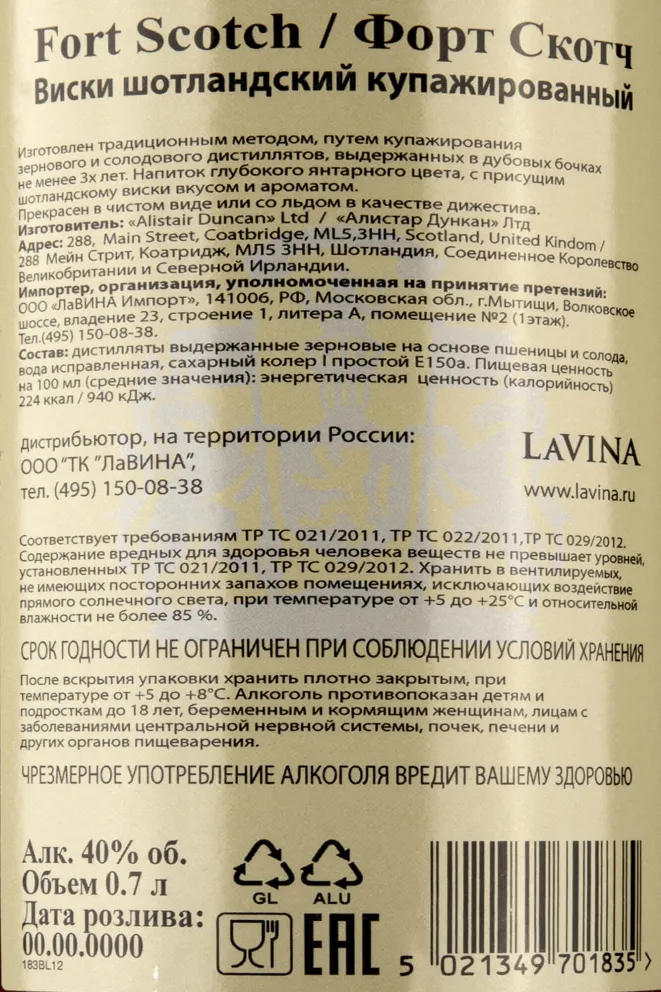 Fort Scotch / Форт Скотч
Виски шотландский купажированный
Изготовлен традиционным методом, путем купажирования
зернового и солодового дистиллятов, выдержанных в дубовых бочках
не менее 3х лет. Напиток глубокого янтарного цвета, с присущим
шотландскому виски вкусом и ароматом.
Прекрасен в чистом виде или со льдом в качестве дижестива.
Изготовитель: «Alistair Duncan» Ltd / «Алистар Дункан» Лтд
Адрес: 288, Main Street, Coatbridge, ML5,3HH, Scotland, United Kindom /
288 Мейн Стрит, Коатридж, МЛ5 3НН, Шотландия, Соединенное Королевство
Великобритании и Северной Ирландии.
Импортер, организация, уполномоченная на принятие претензий:
ООО «ЛаВИНА Импорт», 141006, РФ, Московская обл., г.Мытищи, Волковское
шоссе, владение 23, строение 1, литера А, помещение №2 (1этаж).
Тел.(495) 150-08-38.
Состав: дистилляты выдержанные зерновые на основе пшеницы и солода,
вода исправленная, сахарный колер I простой Е150а. Пищевая ценность
на 100 мл (средние значения): энергетическая ценность (калорийность)
224 ккал / 940 кДж.
дистрибьютор, на территории России:
ООО "ТК "ЛаВИНА",
тел. (495) 150-08-38
LAVINA
www.lavina.ru
Соответствует требованиям ТР ТС 021/2011, ТР ТС 022/2011,ТР ТС 029/2012.
Содержание вредных для здоровья человека веществ не превышает уровней,
установленных ТР ТС 021/2011, ТР ТС 029/2012. Хранить в вентилируемых,
не имеющих посторонних запахов помещениях, исключающих воздействие
прямого солнечного света, при температуре от +5 до +25°С и относительной
влажности не более 85 %.
СРОК ГОДНОСТИ НЕ ОГРАНИЧЕН ПРИ СОБЛЮДЕНИИ УСЛОВИЙ ХРАНЕНИЯ
После вскрытия упаковки хранить плотно закрытым, при
температуре от +5 до +8°С. Алкоголь противопоказан детям и
подросткам до 18 лет, беременным и кормящим женщинам, лицам с
заболеваниями центральной нервной системы, почек, печени и
других органов пищеварения.
ЧРЕЗМЕРНОЕ УПОТРЕБЛЕНИЕ АЛКОГОЛЯ ВРЕДИТ ВАШЕМУ ЗДОРОВЬЮ
Алк. 40% об.
Объем 0.7 л
Дата розлива:
00.00.0000
183BL12
GL ALU
EAC
5 021349 701835 >